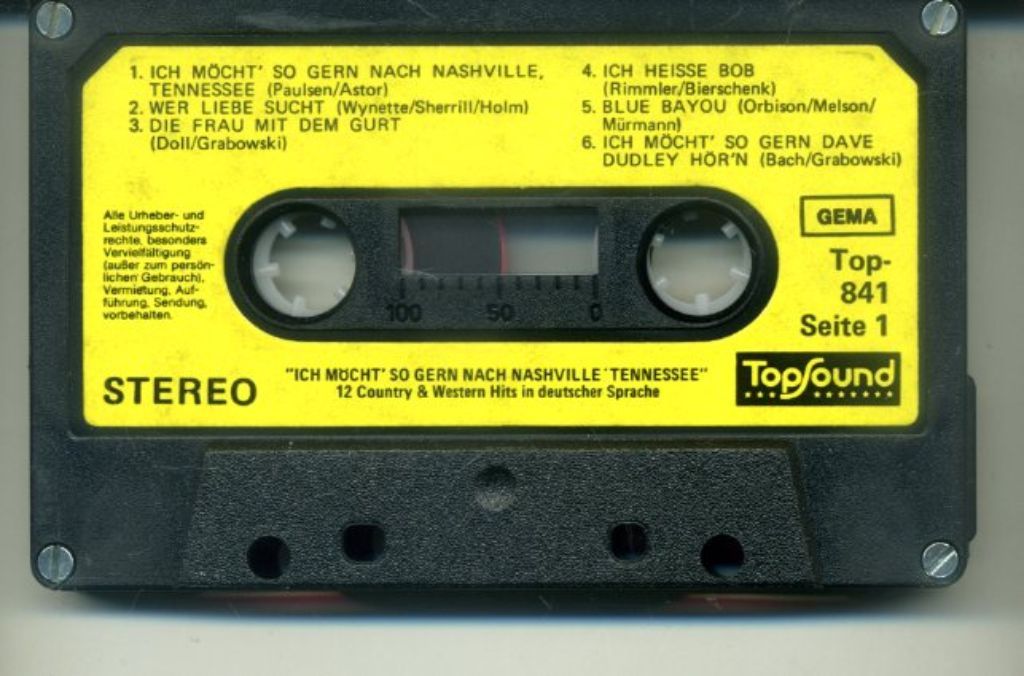 1. ICH MÖCHT' SO GERN NACH NASHVILLE,
TENNESSEE (Paulsen/Astor)
2. WER LIEBE SUCHT (Wynette/Sherrill/Holm)
3. DIE FRAU MIT DEM GURT
(Doll/Grabowski)
4. ICH HEISSE BOB
(Rimmler/Bierschenk)
5. BLUE BAYOU (Orbison/Melson/
Mürmann)
6. ICH MÖCHT' SO GERN DAVE
DUDLEY HÖR'N (Bach/Grabowski)
Alle Urheber- und
Leistungsschutz-
rechte, besonders
Vervielfältigung
(außer zum persön-
lichen Gebrauch),
Vermietung, Auf-
führung, Sendung,
vorbehalten.
GEMA
Top-
841
Seite 1
100 50 0
STEREO
"ICH MÖCHT' SO GERN NACH NASHVILLE TENNESSEE"
12 Country & Western Hits in deutscher Sprache
TopSound